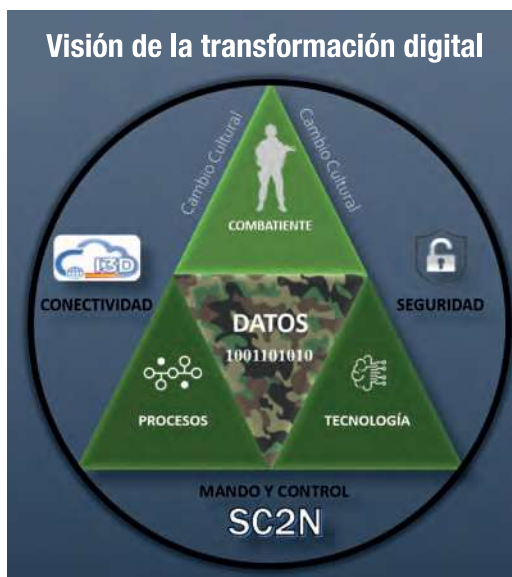 Visión de la transformación digital
Cambio Cultural
Cambio Cultural
COMBATIENTE
I3D
CONECTIVIDAD
SEGURIDAD
DATOS
1001101010
PROCESOS
TECNOLOGÍA
MANDO Y CONTROL
SC2N